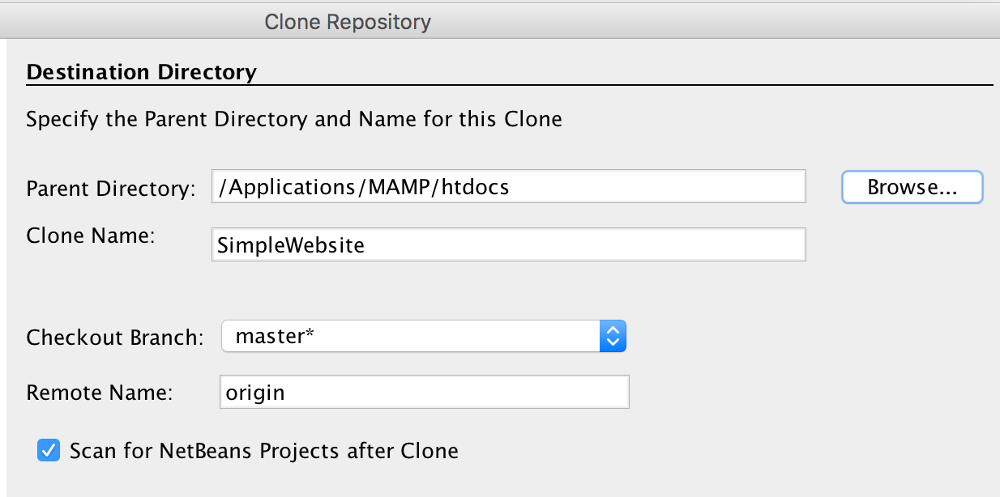 Clone Repository
Destination Directory
Specify the Parent Directory and Name for this Clone
Parent Directory: /Applications/MAMP/htdocs Browse...
Clone Name: SimpleWebsite
Checkout Branch: master*
Remote Name: origin
Scan for NetBeans Projects after Clone